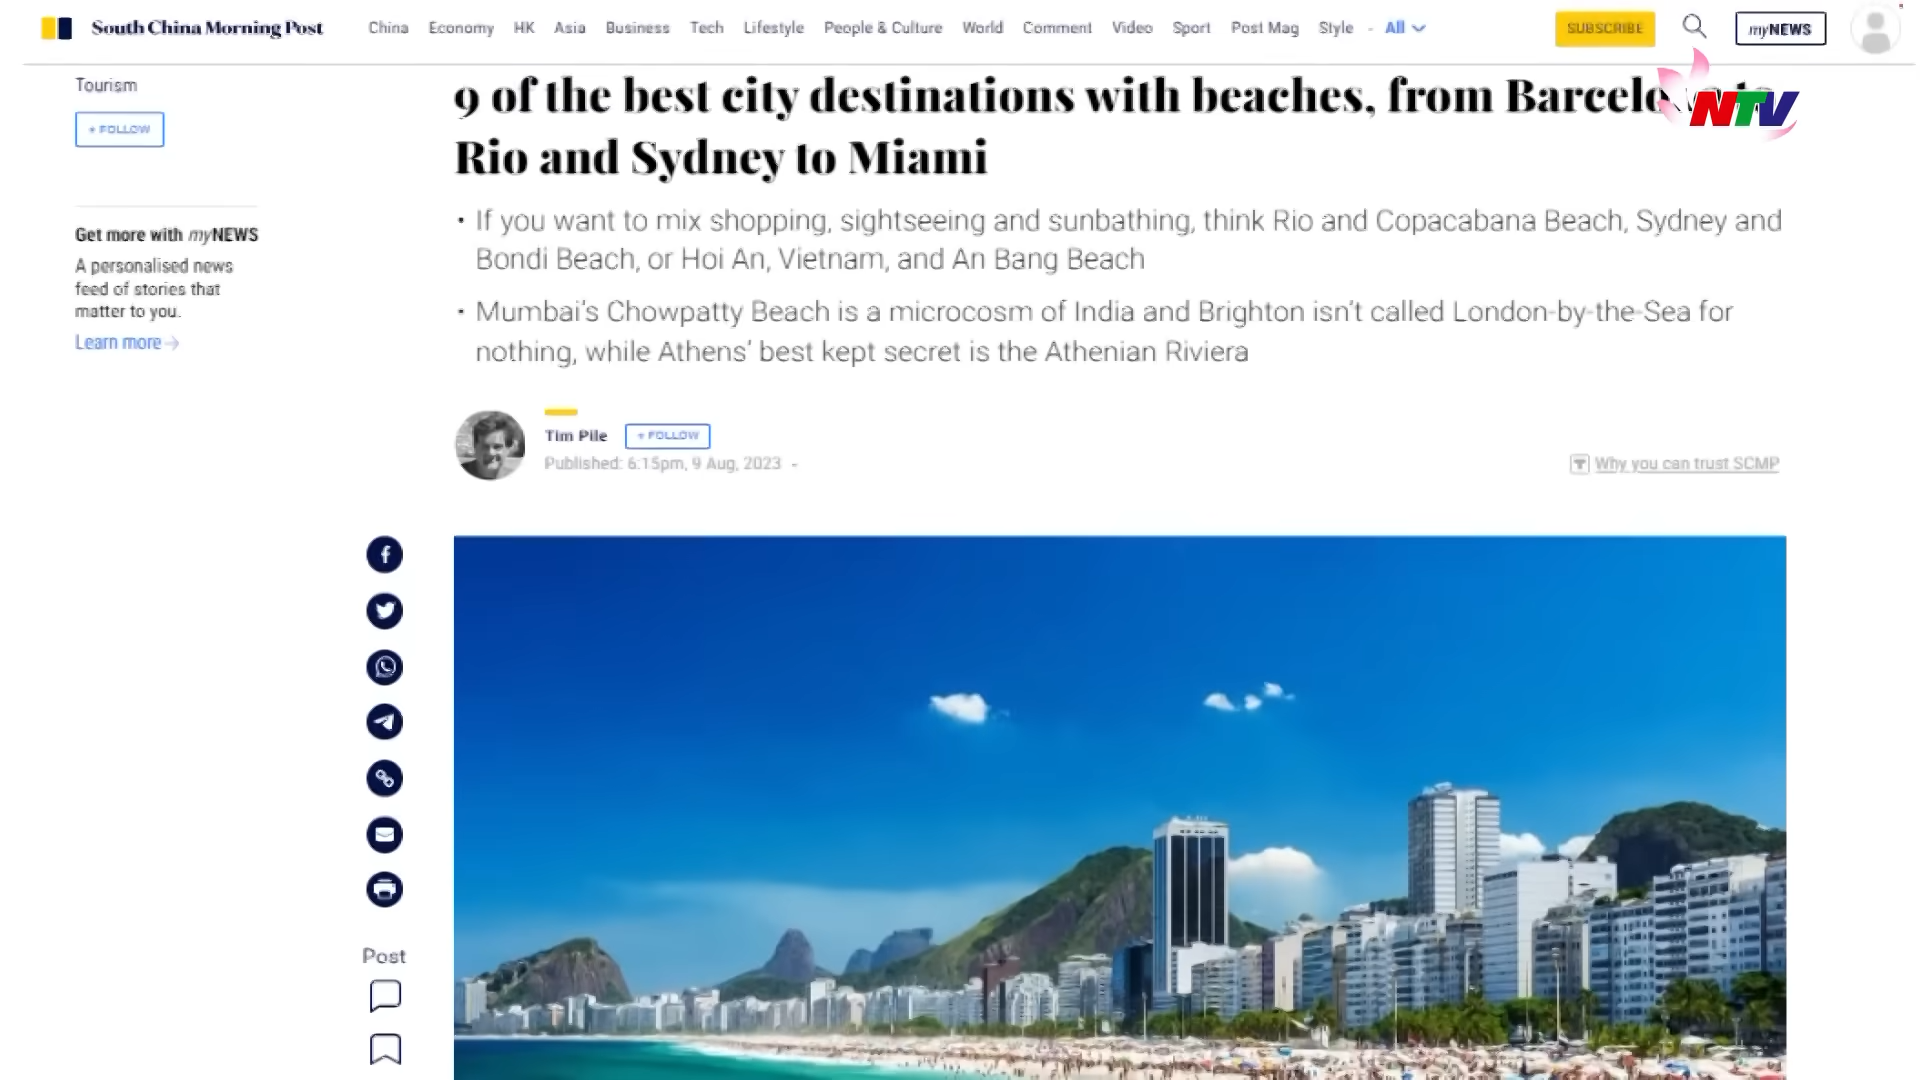 South China Morning Post China Economy HK Asia Business Tech Lifestyle People & Culture World Comment Video Sport Post Mag Style - All SUBSCRIBE myNEWS
Tourism
+ FOLLOW
9 of the best city destinations with beaches, from
Rio and Sydney to Miami
NTV
• If you want to mix shopping, sightseeing and sunbathing, think Rio and Copacabana Beach, Sydney and
Bondi Beach, or Hoi An, Vietnam, and An Bang Beach
• Mumbai's Chowpatty Beach is a microcosm of India and Brighton isn't called London-by-the-Sea for
nothing, while Athens' best kept secret is the Athenian Riviera
Get more with myNEWS
A personalised news
feed of stories that
matter to you.
Learn more
Tim Pile + FOLLOW
Published: 6:15pm, 9 Aug, 2023 -
Why you can trust SCMP
Post